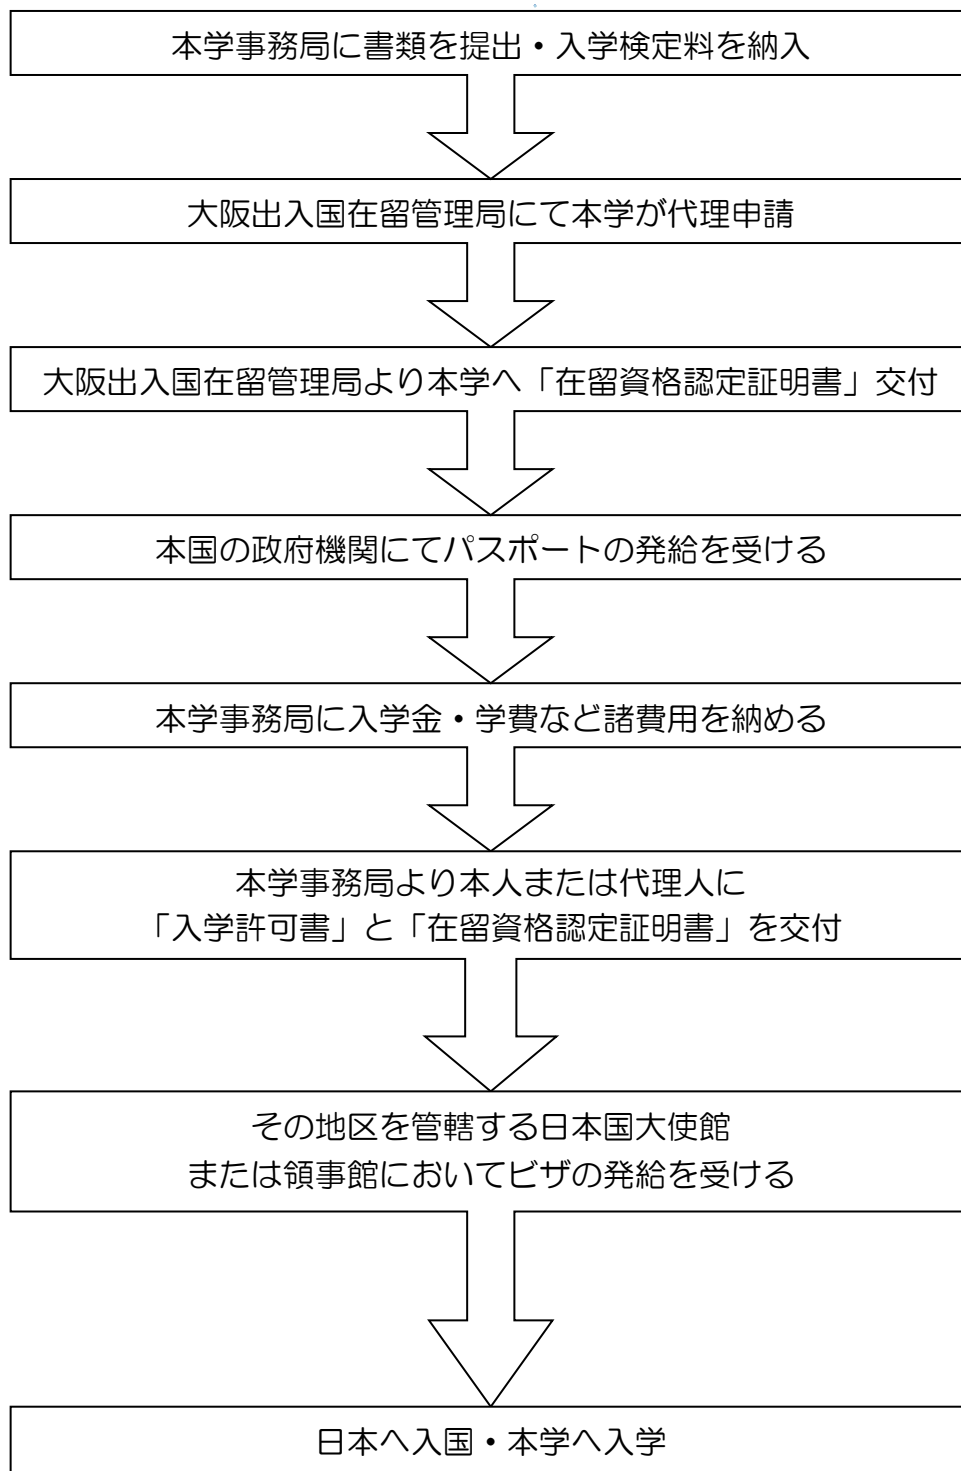 本学事務局に書類を提出・入学検定料を納入
大阪出入国在留管理局にて本学が代理申請
大阪出入国在留管理局より本学へ「在留資格認定証明書」交付
本国の政府機関にてパスポートの発給を受ける
本学事務局に入学金・学費など諸費用を納める
本学事務局より本人または代理人に
「入学許可書」と「在留資格認定証明書」を交付
その地区を管轄する日本国大使館
または領事館においてビザの発給を受ける
日本へ入国・本学へ入学